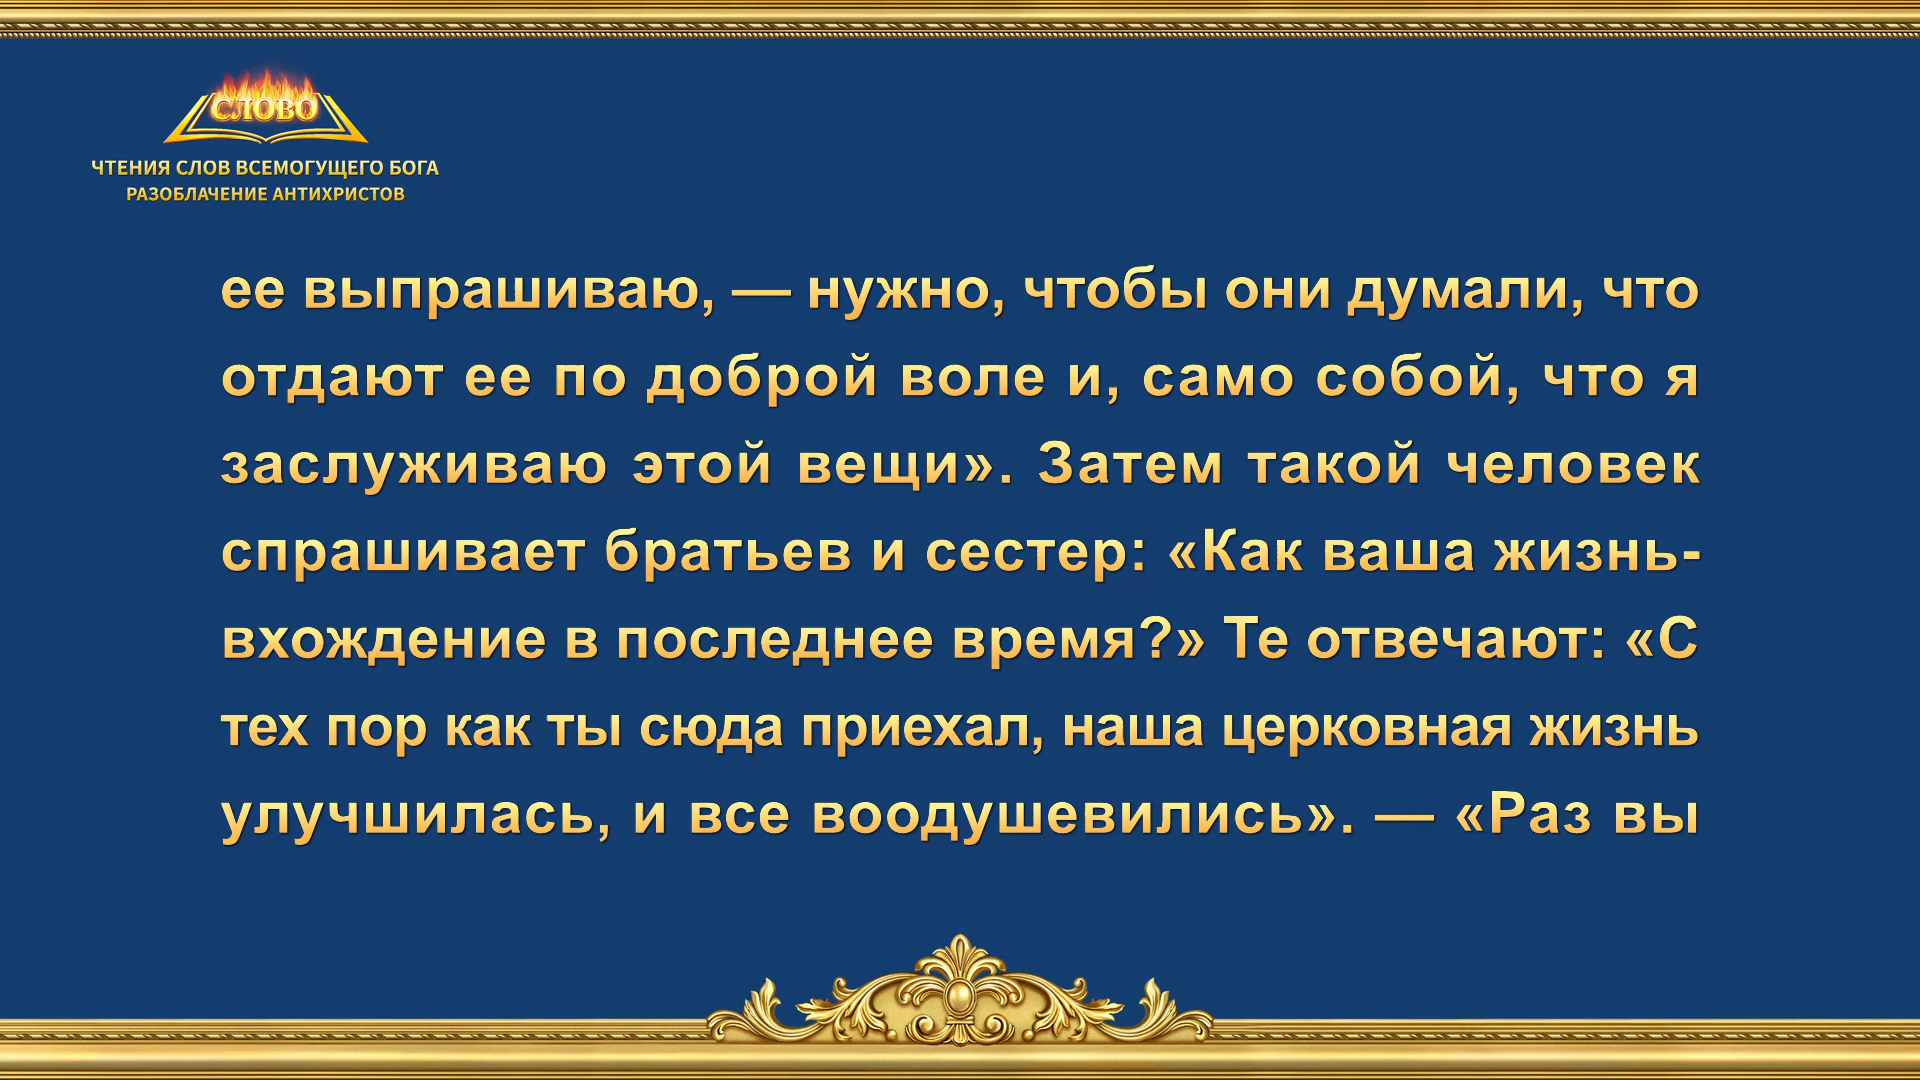 СЛОВО
ЧТЕНИЯ СЛОВ ВСЕМОГУЩЕГО БОГА
РАЗОБЛАЧЕНИЕ АНТИХРИСТОВ
ее выпрашиваю, — нужно, чтобы они думали, что
отдают ее по доброй воле и, само собой, что я
заслуживаю этой вещи». Затем такой человек
спрашивает братьев и сестер: «Как ваша жизнь-
вхождение в последнее время?» Те отвечают: «С
тех пор как ты сюда приехал, наша церковная жизнь
улучшилась, и все воодушевились». — «Раз вы